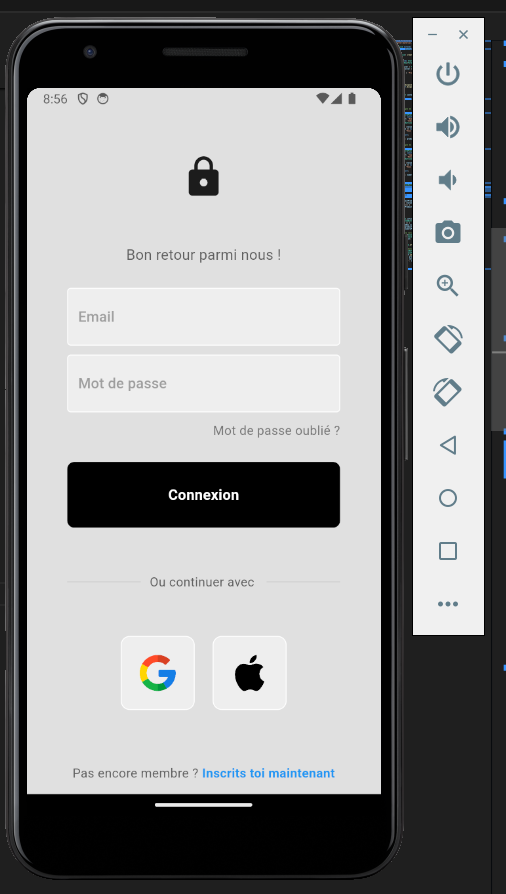 8:56
Bon retour parmi nous !
Email
Mot de passe
Mot de passe oublié ?
Connexion
Ou continuer avec
Pas encore membre ? Inscrits toi maintenant